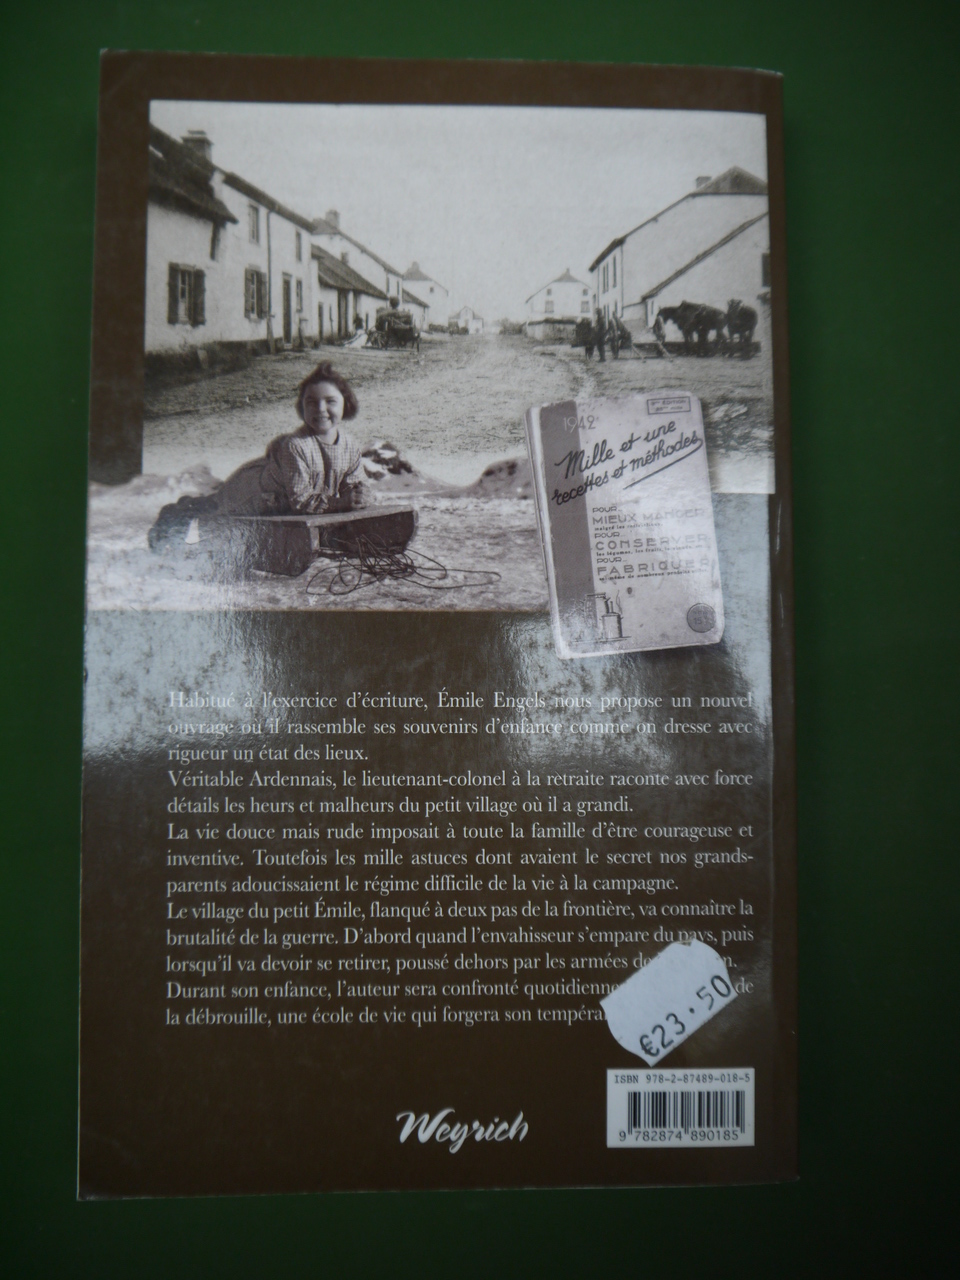 1942
Mille et une
recettes et méthodes
POUR
MIEUX MANGER
POUR
CONSERVER
POUR
FABRIQUER
Habitué à l'exercice d'écriture, Émile Engels nous propose un nouvel
ouvrage où il rassemble ses souvenirs d'enfance comme on dresse avec
rigueur un état des lieux.
Véritable Ardennais, le lieutenant-colonel à la retraite raconte avec force
détails les heurs et malheurs du petit village où il a grandi.
La vie douce mais rude imposait à toute la famille d'être courageuse et
inventive. Toutefois les mille astuces dont avaient le secret nos grands-
parents adoucissaient le régime difficile de la vie à la campagne.
Le village du petit Émile, flanqué à deux pas de la frontière, va connaître la
brutalité de la guerre. D'abord quand l'envahisseur s'empare du pays, puis
lorsqu'il va devoir se retirer, poussé dehors par les armées de
Durant son enfance, l'auteur sera confronté de
la débrouille, une école de vie qui forgera son
€23.50
ISBN 978-2-87489-018-5
9 782874 890185
Weyrich